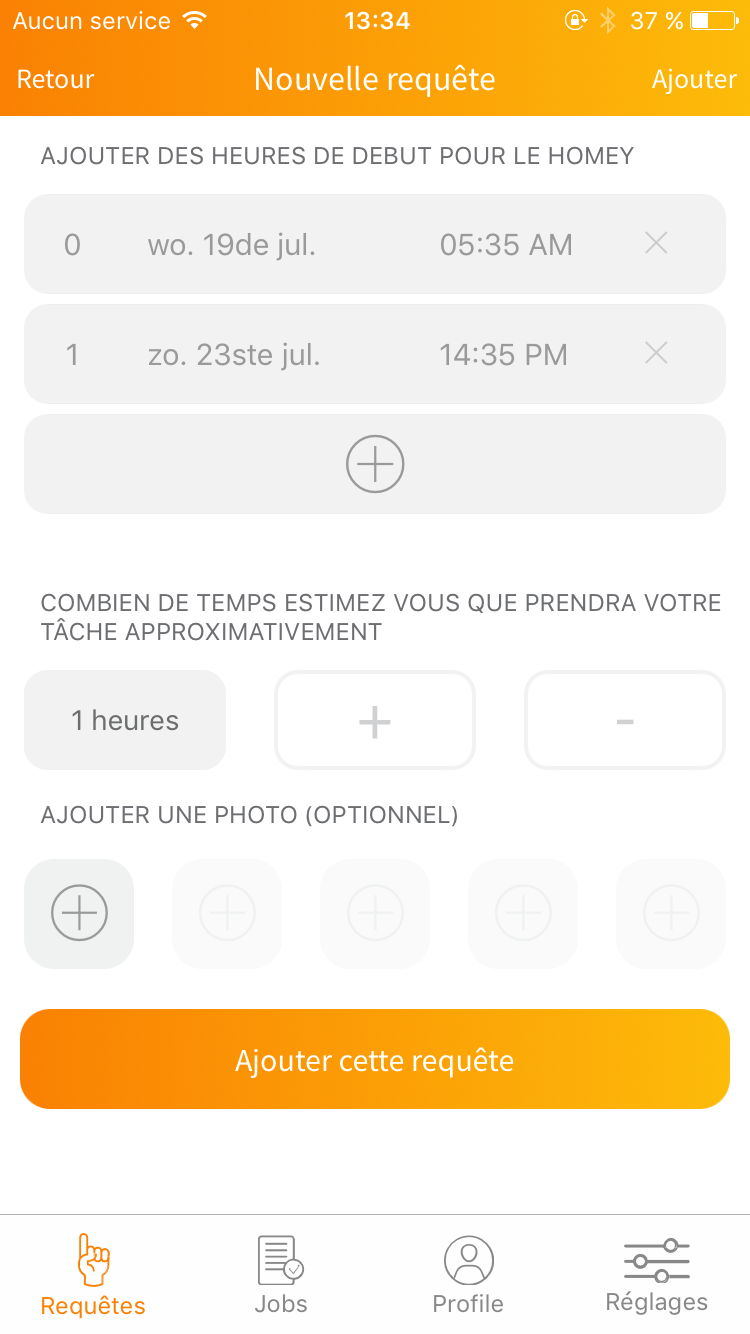 Aucun service 13:34 37 %
Retour Nouvelle requête Ajouter
AJOUTER DES HEURES DE DEBUT POUR LE HOMEY
0 wo. 19de jul. 05:35 AM
1 zo. 23ste jul. 14:35 PM
COMBIEN DE TEMPS ESTIMEZ VOUS QUE PRENDRA VOTRE
TÂCHE APPROXIMATIVEMENT
1 heures + -
AJOUTER UNE PHOTO (OPTIONNEL)
Ajouter cette requête
Requêtes Jobs Profile Réglages